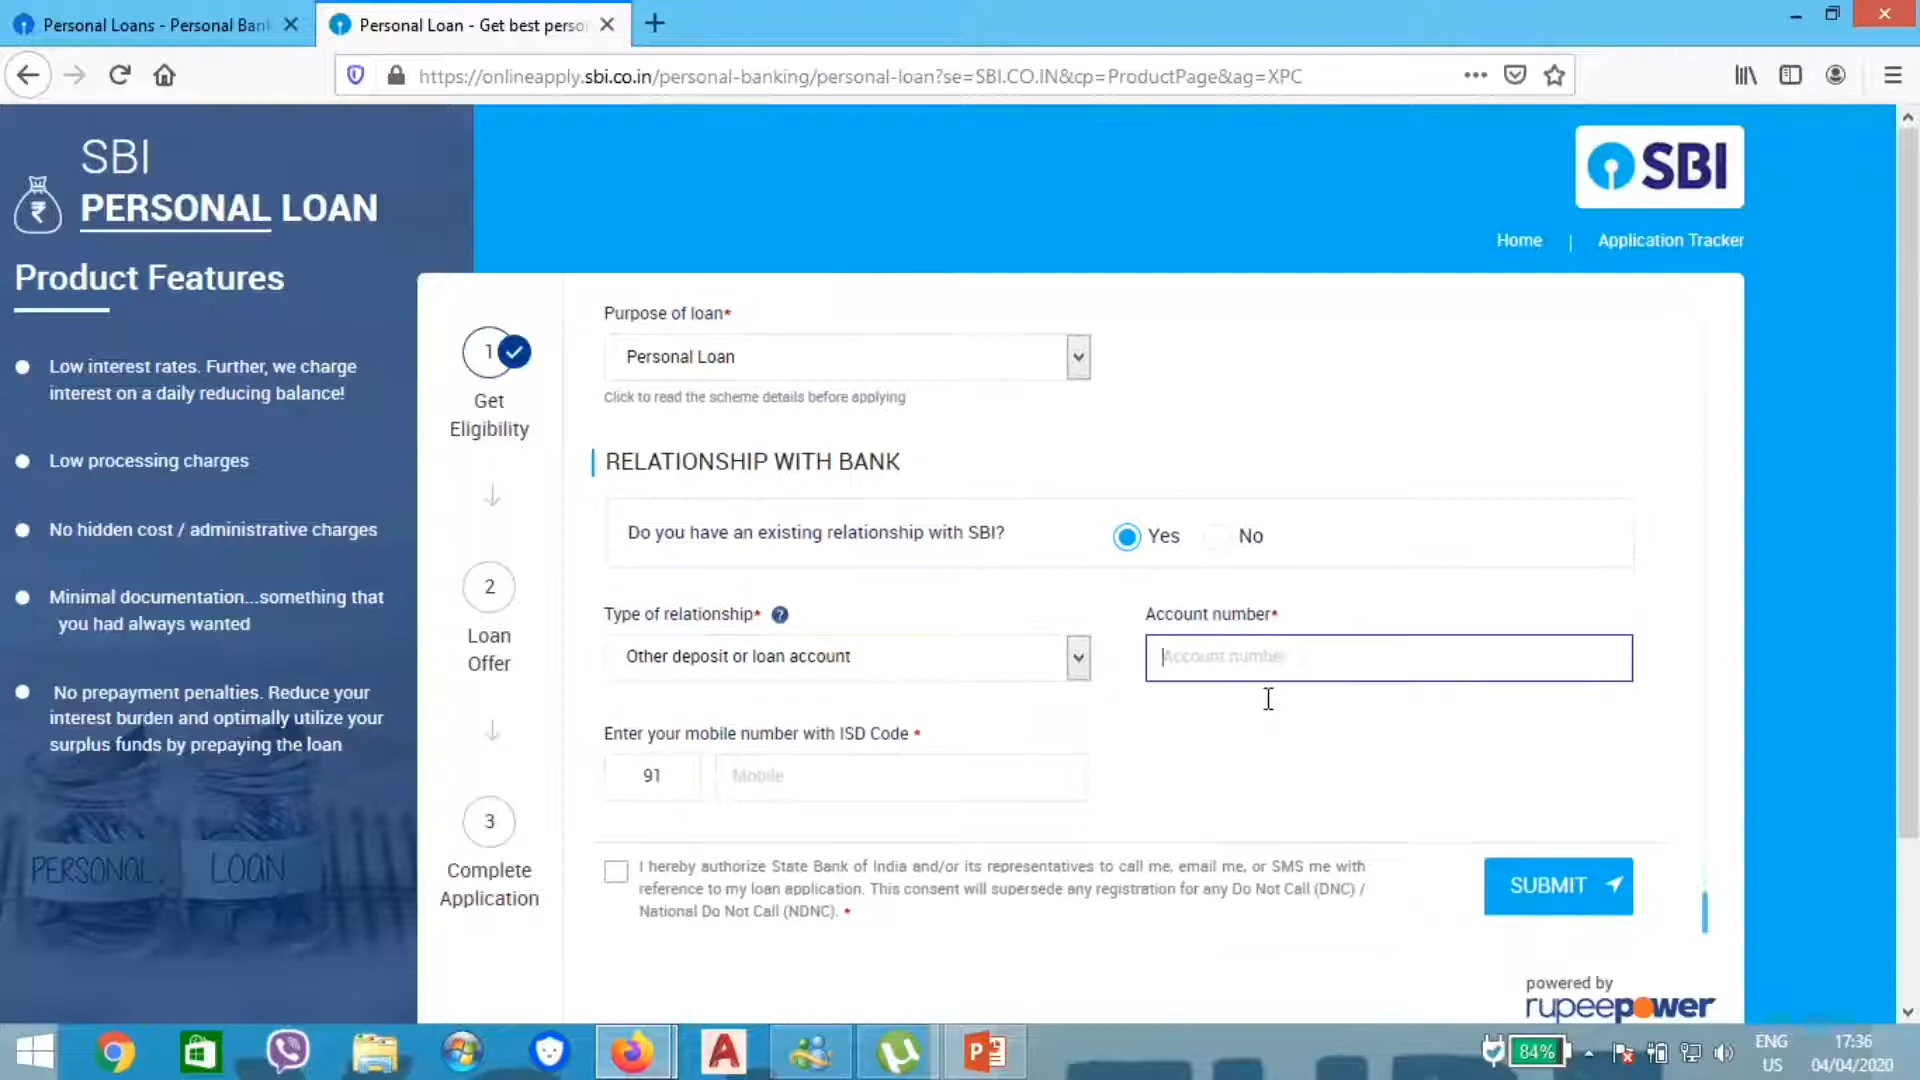 Personal Loans - Personal Bank
Personal Loan - Get best perso
https://onlineapply.sbi.co.in/personal-banking/personal-loan?se=SBI.CO.IN&cp=ProductPage&ag=XPC
SBI
PERSONAL LOAN
Product Features
Low interest rates. Further, we charge
interest on a daily reducing balance!
Low processing charges
No hidden cost / administrative charges
Minimal documentation...something that
you had always wanted
No prepayment penalties. Reduce your
interest burden and optimally utilize your
surplus funds by prepaying the loan
PERSONAL LOAN
SBI
Home | Application Tracker
1
Get
Eligibility
2
Loan
Offer
3
Complete
Application
Purpose of loan*
Personal Loan
Click to read the scheme details before applying
RELATIONSHIP WITH BANK
Do you have an existing relationship with SBI? Yes No
Type of relationship* ?
Other deposit or loan account
Account number*
Account number
Enter your mobile number with ISD Code *
91 Mobile
I hereby authorize State Bank of India and/or its representatives to call me, email me, or SMS me with
reference to my loan application. This consent will supersede any registration for any Do Not Call (DNC) /
National Do Not Call (NDNC). *
SUBMIT
powered by
rupeepower
84%
ENG
US
17:36
04/04/2020